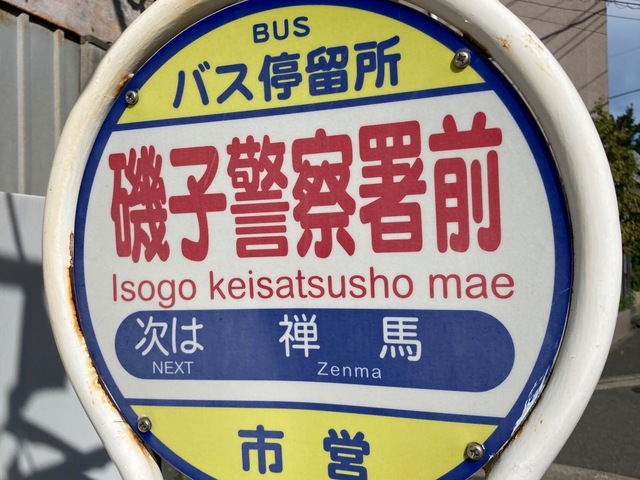 BUS
バス停留所
磯子警察署前
Isogo keisatsusho mae
次は 禅馬
NEXT Zenma
市営